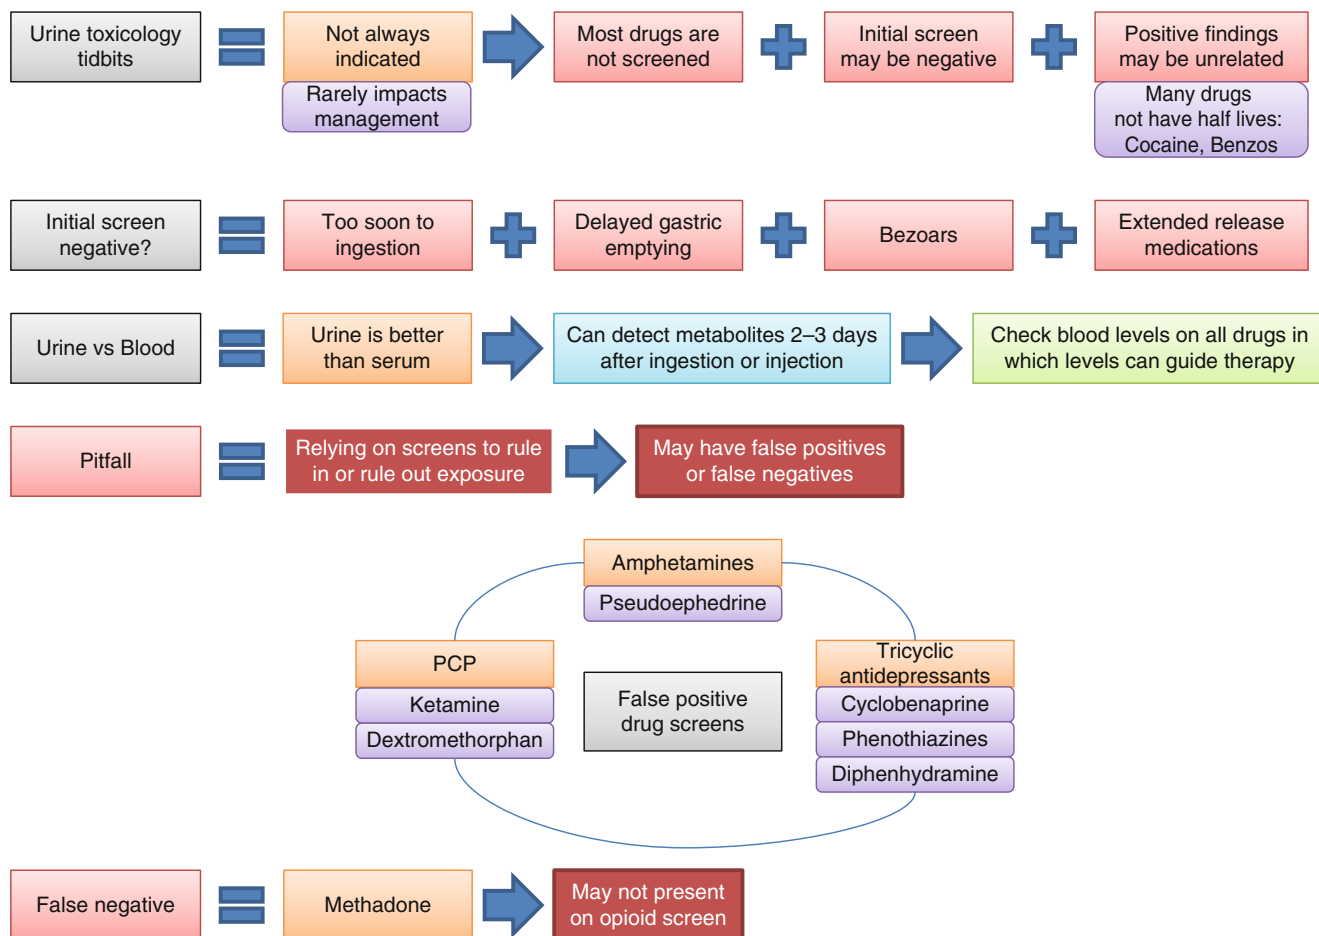 Urine toxicology
tidbits
Not always
indicated
Rarely impacts
management
Most drugs are
not screened
Initial screen
may be negative
Positive findings
may be unrelated
Many drugs
not have half lives:
Cocaine, Benzos
Initial screen
negative?
Too soon to
ingestion
Delayed gastric
emptying
Bezoars
Extended release
medications
Urine vs Blood
Urine is better
than serum
Can detect metabolites 2–3 days
after ingestion or injection
Check blood levels on all drugs in
which levels can guide therapy
Pitfall
Relying on screens to rule
in or rule out exposure
May have false positives
or false negatives
Amphetamines
Pseudoephedrine
PCP
Ketamine
Dextromethorphan
False positive
drug screens
Tricyclic
antidepressants
Cyclobenaprine
Phenothiazines
Diphenhydramine
False negative
Methadone
May not present
on opioid screen